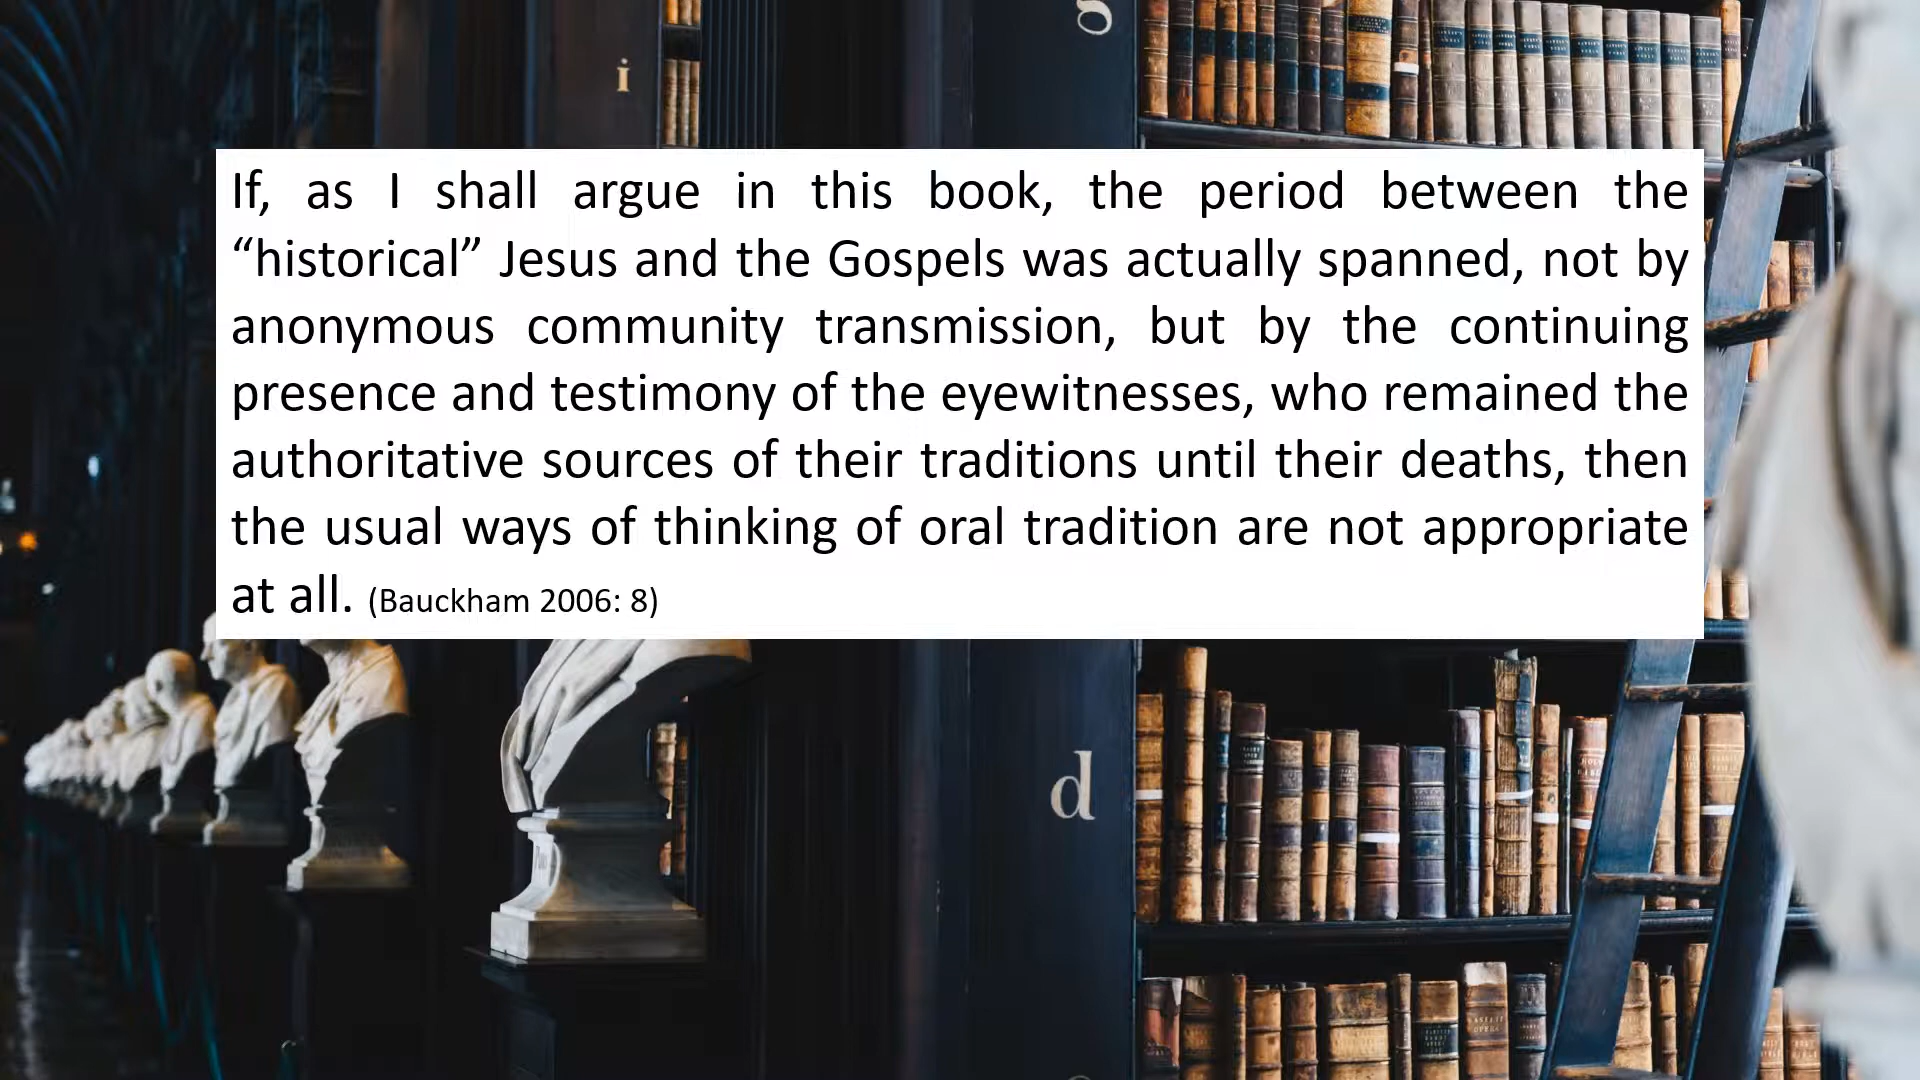 i
g
If, as I shall argue in this book, the period between the
“historical” Jesus and the Gospels was actually spanned, not by
anonymous community transmission, but by the continuing
presence and testimony of the eyewitnesses, who remained the
authoritative sources of their traditions until their deaths, then
the usual ways of thinking of oral tradition are not appropriate
at all. (Bauckham 2006: 8)
d